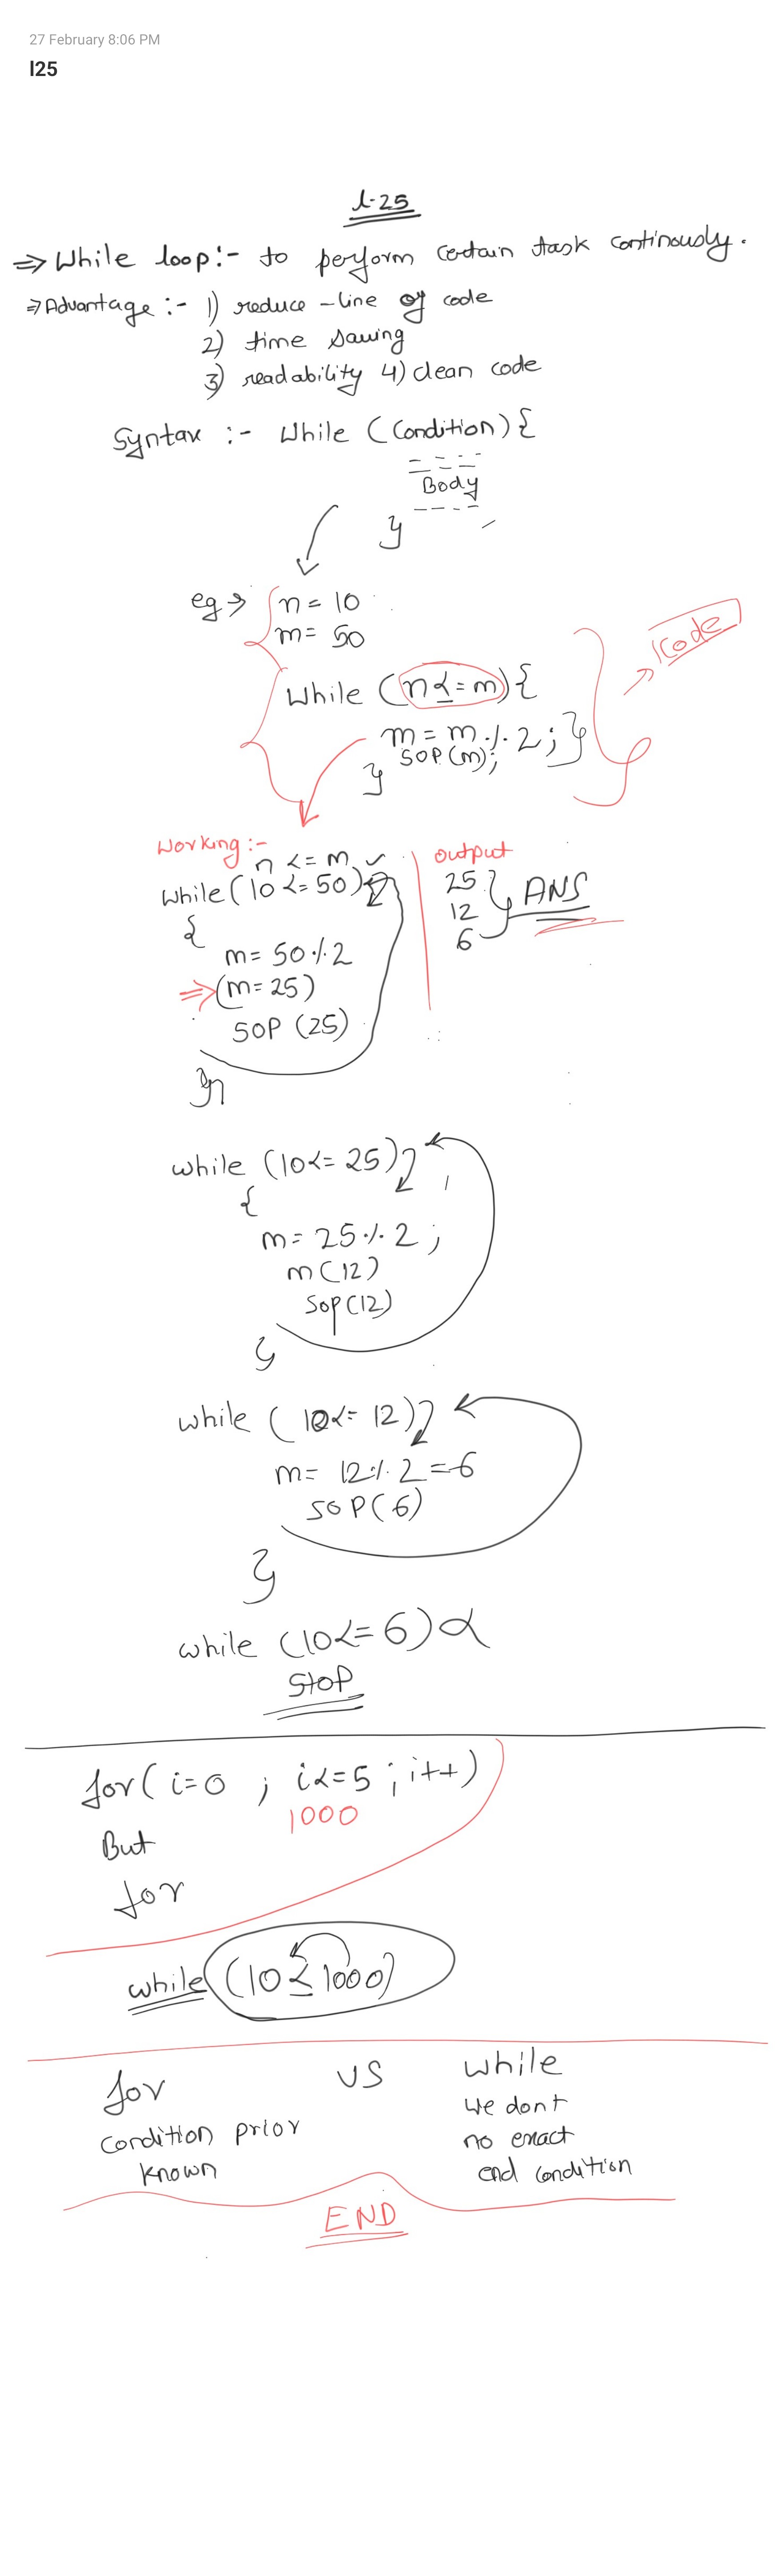 27 February 8:06 PM
l25
l-25
⇒ While loop:- to perform certain task continously.
⇒ Advantage :- 1) reduce - line of code
2) time saving
3) readability 4) clean code
Syntax :- While (Condition) {
Body
}
eg → n = 10
m = 50
While (n <= m) {
m = m % 2 ; }
SOP (m);
}
Code
Working :-
n <= m ✓
while (10 <= 50)
{
m = 50 % 2
⇒ (m = 25)
SOP (25)
}
output
25
12
6
ANS
while (10 <= 25)
{
m = 25 % 2 ;
m (12)
Sop (12)
}
while ( 10 <= 12)
m = 12 % 2 = 6
SOP ( 6)
}
while (10 <= 6)
Stop
for ( i = 0 ; i <= 5 ; i++)
1000
But
for
while (10 ≤ 1000)
for VS while
Condition prior
known
We dont
no exact
end condition
END